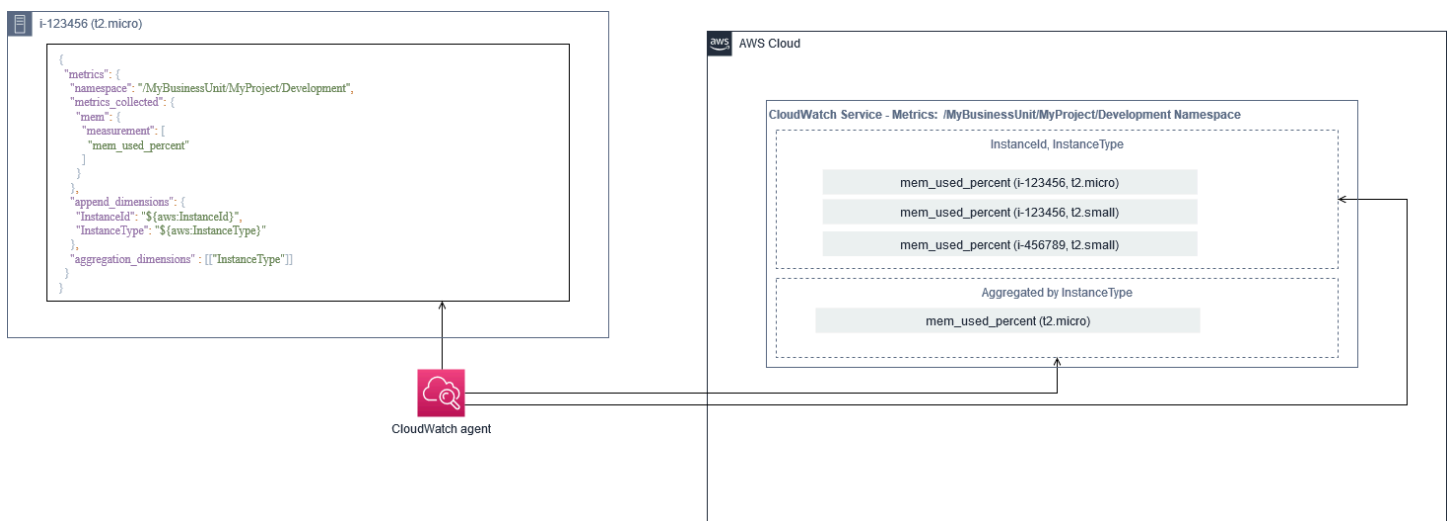 i-123456 (t2.micro)
{
"metrics": {
"namespace": "/MyBusinessUnit/MyProject/Development",
"metrics_collected": {
"mem": {
"measurement": [
"mem_used_percent"
]
}
},
"append_dimensions": {
"InstanceId": "${aws:InstanceId}",
"InstanceType": "${aws:InstanceType}"
},
"aggregation_dimensions" : [["InstanceType"]]
}
}
CloudWatch agent
aws
AWS Cloud
CloudWatch Service - Metrics: /MyBusinessUnit/MyProject/Development Namespace
InstanceId, InstanceType
mem_used_percent (i-123456, t2.micro)
mem_used_percent (i-123456, t2.small)
mem_used_percent (i-456789, t2.small)
Aggregated by InstanceType
mem_used_percent (t2.micro)